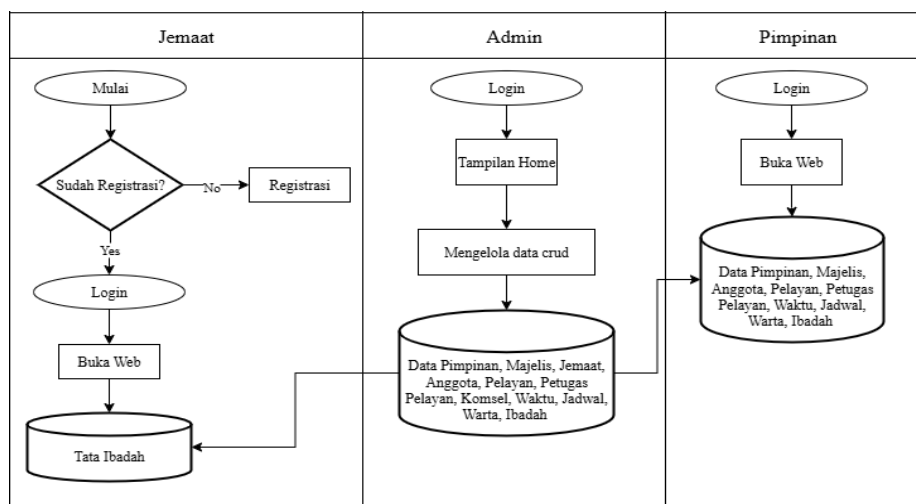 Jemaat
Admin
Pimpinan
Mulai
Sudah Registrasi?
No
Registrasi
Yes
Login
Buka Web
Tata Ibadah
Login
Tampilan Home
Mengelola data crud
Data Pimpinan, Majelis, Jemaat,
Anggota, Pelayan, Petugas
Pelayan, Komsel, Waktu, Jadwal,
Warta, Ibadah
Login
Buka Web
Data Pimpinan, Majelis,
Anggota, Pelayan, Petugas
Pelayan, Waktu, Jadwal,
Warta, Ibadah